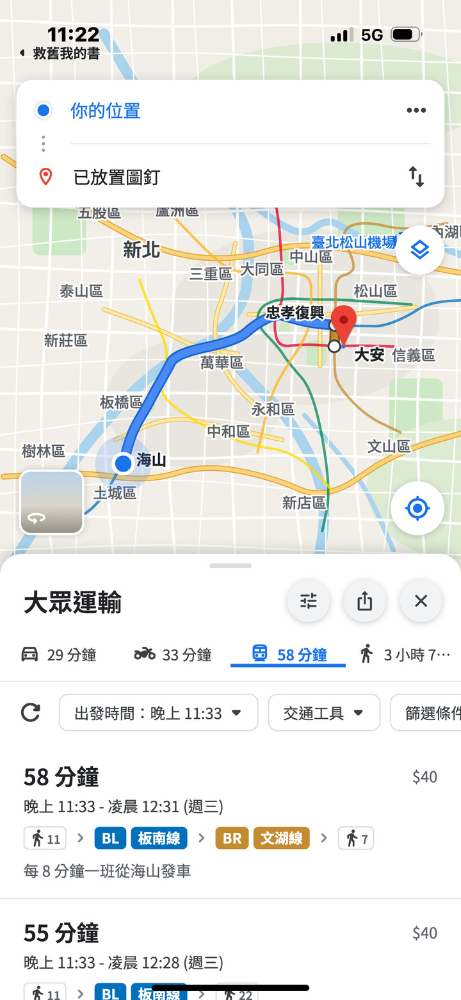 11:22
5G
救舊我的書
你的位置
已放置圖釘
五股區
蘆洲區
內湖
臺北松山機場
新北
中山區
三重區
大同區
泰山區
松山區
忠孝復興
新莊區
大安
信義區
萬華區
板橋區
永和區
中和區
文山區
樹林區
海山
土城區
新店區
大眾運輸
29 分鐘
33 分鐘
58 分鐘
3 小時 7…
出發時間：晚上 11:33
交通工具
篩選條件
58 分鐘
$40
晚上 11:33 - 凌晨 12:31 (週三)
11 > BL 板南線 > BR 文湖線 > 7
每 8 分鐘一班從海山發車
55 分鐘
$40
晚上 11:33 - 凌晨 12:28 (週三)
11 > BL 板南線 > 22